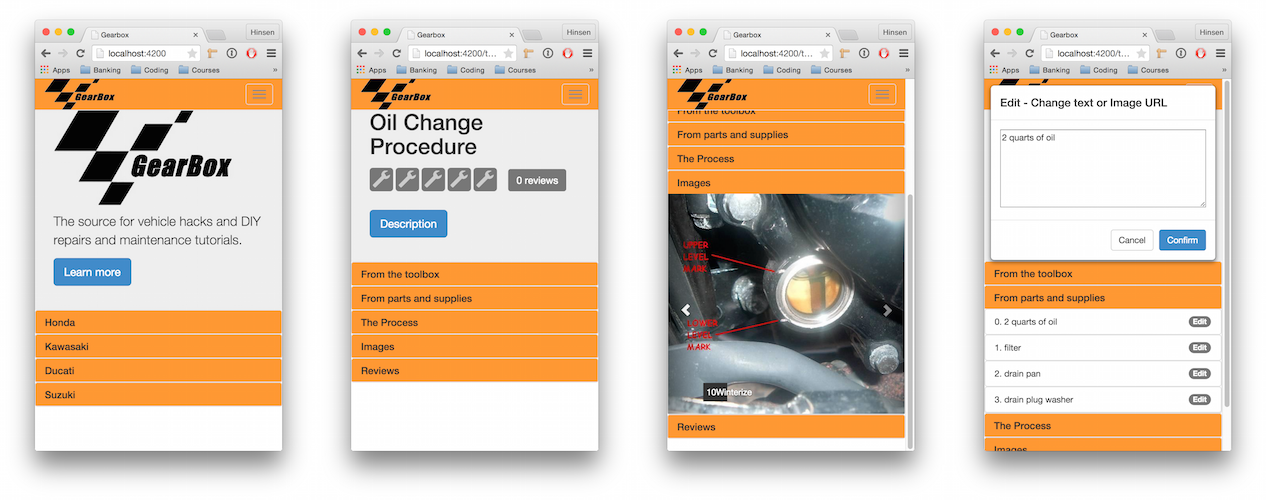 Gearbox
Hinsen
localhost:4200
Apps
Banking
Coding
Courses
»
GearBox
GearBox
The source for vehicle hacks and DIY
repairs and maintenance tutorials.
Learn more
Honda
Kawasaki
Ducati
Suzuki
Gearbox
Hinsen
localhost:4200/t...
Apps
Banking
Coding
Courses
»
GearBox
Oil Change
Procedure
0 reviews
Description
From the toolbox
From parts and supplies
The Process
Images
Reviews
Gearbox
Hinsen
localhost:4200/t...
Apps
Banking
Coding
Courses
»
GearBox
From the toolbox
From parts and supplies
The Process
Images
UPPER
LEVEL
MARK
LOWER
LEVEL
MARK
10Winterize
Reviews
Gearbox
Hinsen
localhost:4200/t...
Apps
Banking
Coding
Courses
»
Edit - Change text or Image URL
2 quarts of oil
Cancel
Confirm
From the toolbox
From parts and supplies
0. 2 quarts of oil Edit
1. filter Edit
2. drain pan Edit
3. drain plug washer Edit
The Process
Images